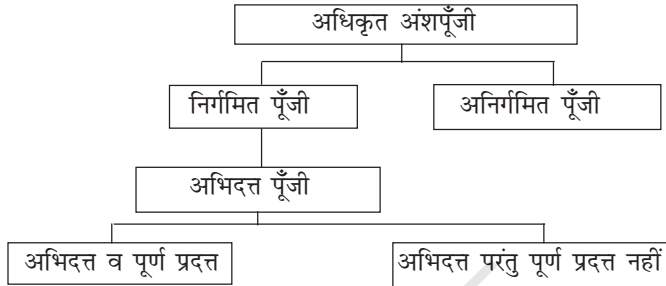 अधिकृत अंशपूँजी
निर्गमित पूँजी
अनिर्गमित पूँजी
अभिदत्त पूँजी
अभिदत्त व पूर्ण प्रदत्त
अभिदत्त परंतु पूर्ण प्रदत्त नहीं